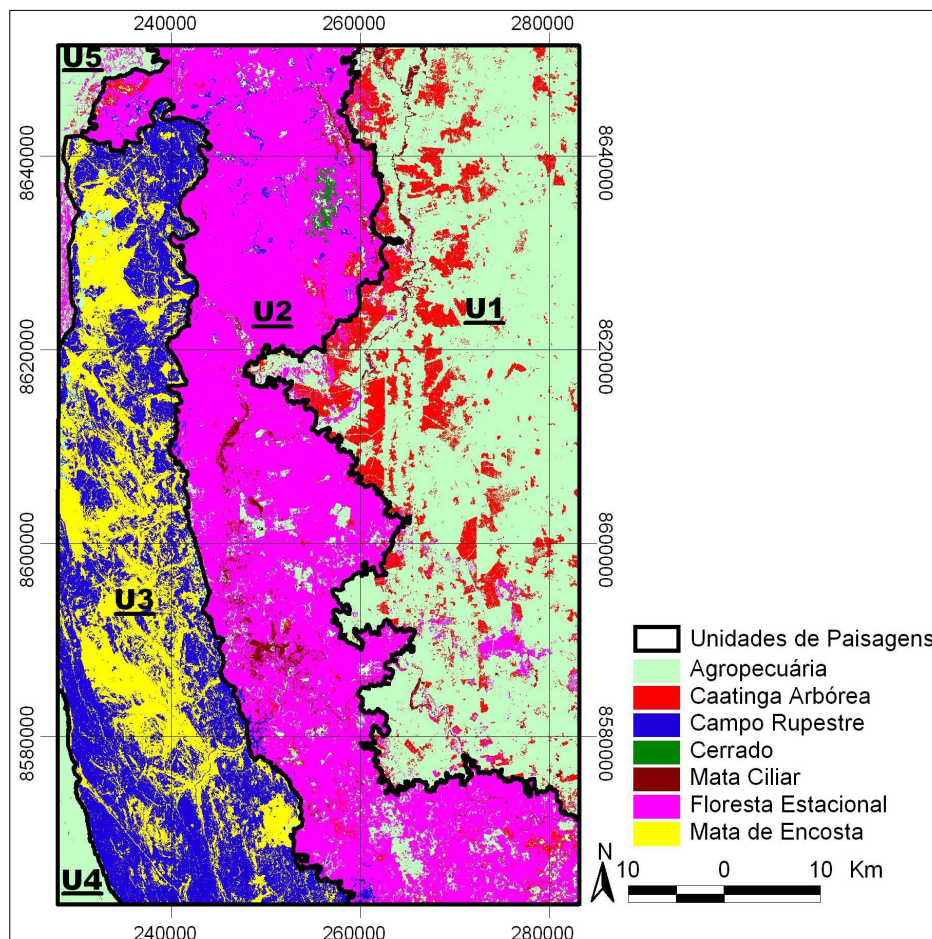 240000 260000 280000
U5
8640000 8640000
U2 U1
8620000 8620000
8600000 8600000
U3
Unidades de Paisagens
Agropecuária
Caatinga Arbórea
Campo Rupestre
Cerrado
Mata Ciliar
Floresta Estacional
Mata de Encosta
8580000 8580000
U4
N
10 0 10 Km
240000 260000 280000